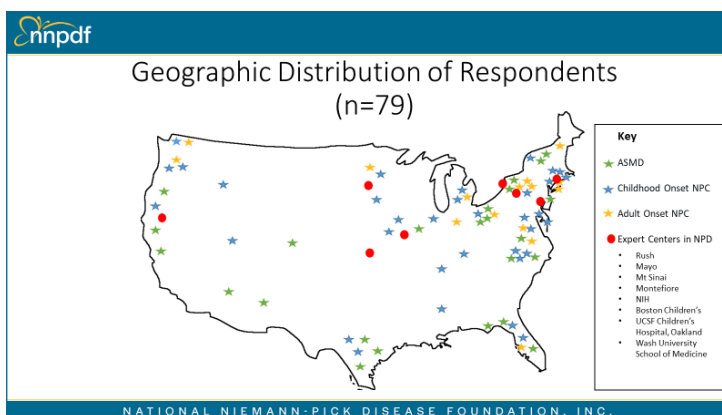 nnpdf
Geographic Distribution of Respondents
(n=79)
Key
ASMD
Childhood Onset NPC
Adult Onset NPC
Expert Centers in NPD
• Rush
• Mayo
• Mt Sinai
• Montefiore
• NIH
• Boston Children's
• UCSF Children's
Hospital, Oakland
• Wash University
School of Medicine
NATIONAL NIEMANN-PICK DISEASE FOUNDATION, INC.